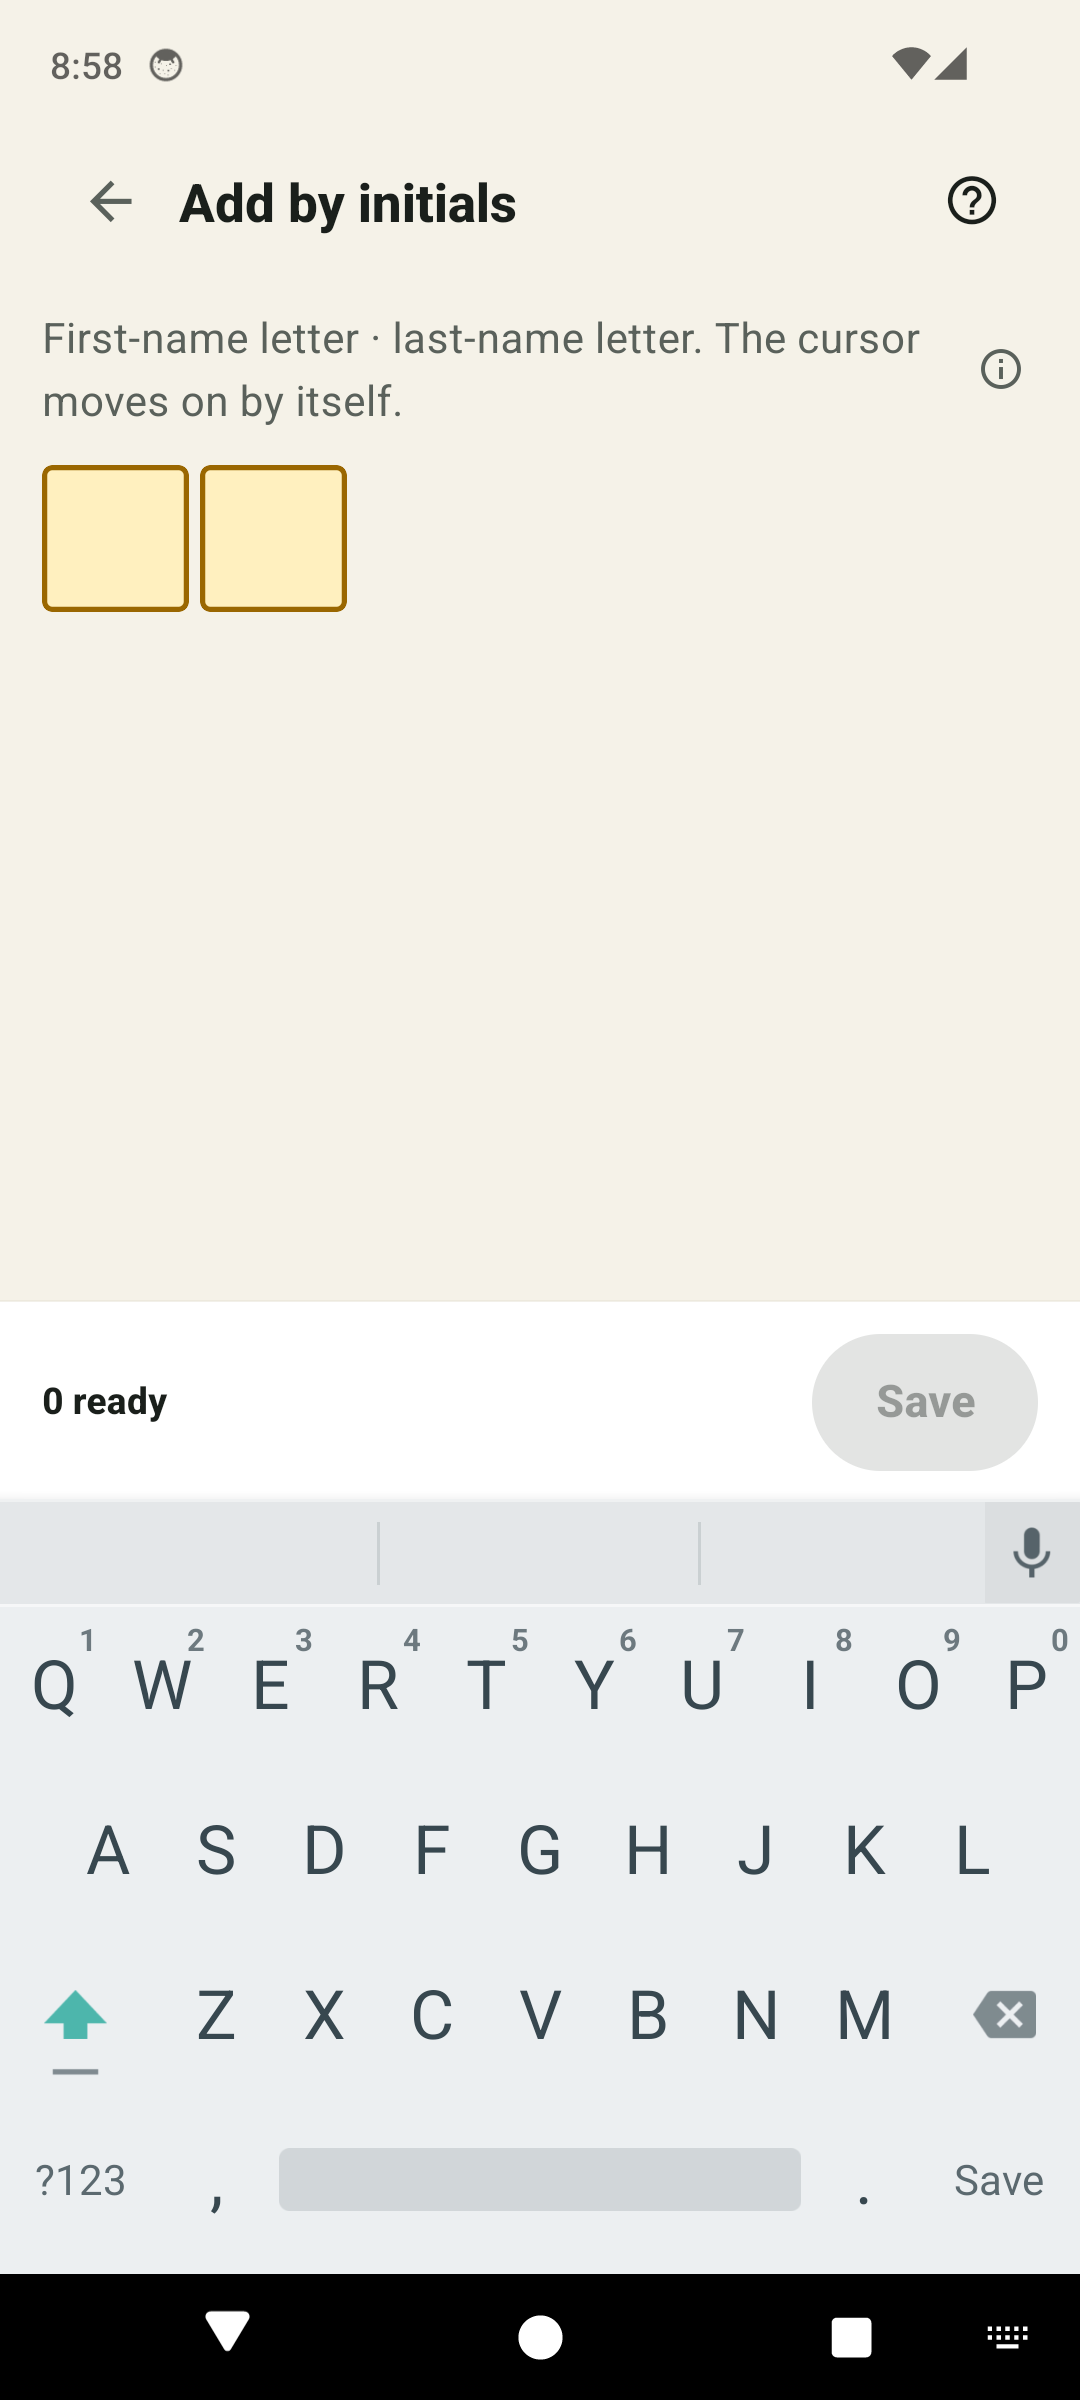 8:58
Add by initials
First-name letter · last-name letter. The cursor
moves on by itself.
0 ready
Save
1 2 3 4 5 6 7 8 9 0
Q W E R T Y U I O P
A S D F G H J K L
Z X C V B N M
?123 , . Save